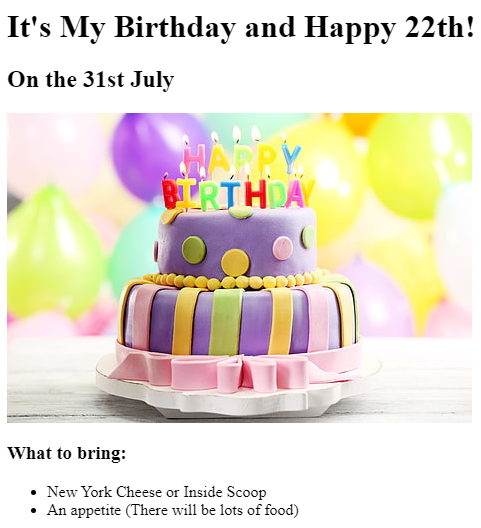 It's My Birthday and Happy 22th!
On the 31st July
HAPPY
BIRTHDAY
What to bring:
New York Cheese or Inside Scoop
An appetite (There will be lots of food)